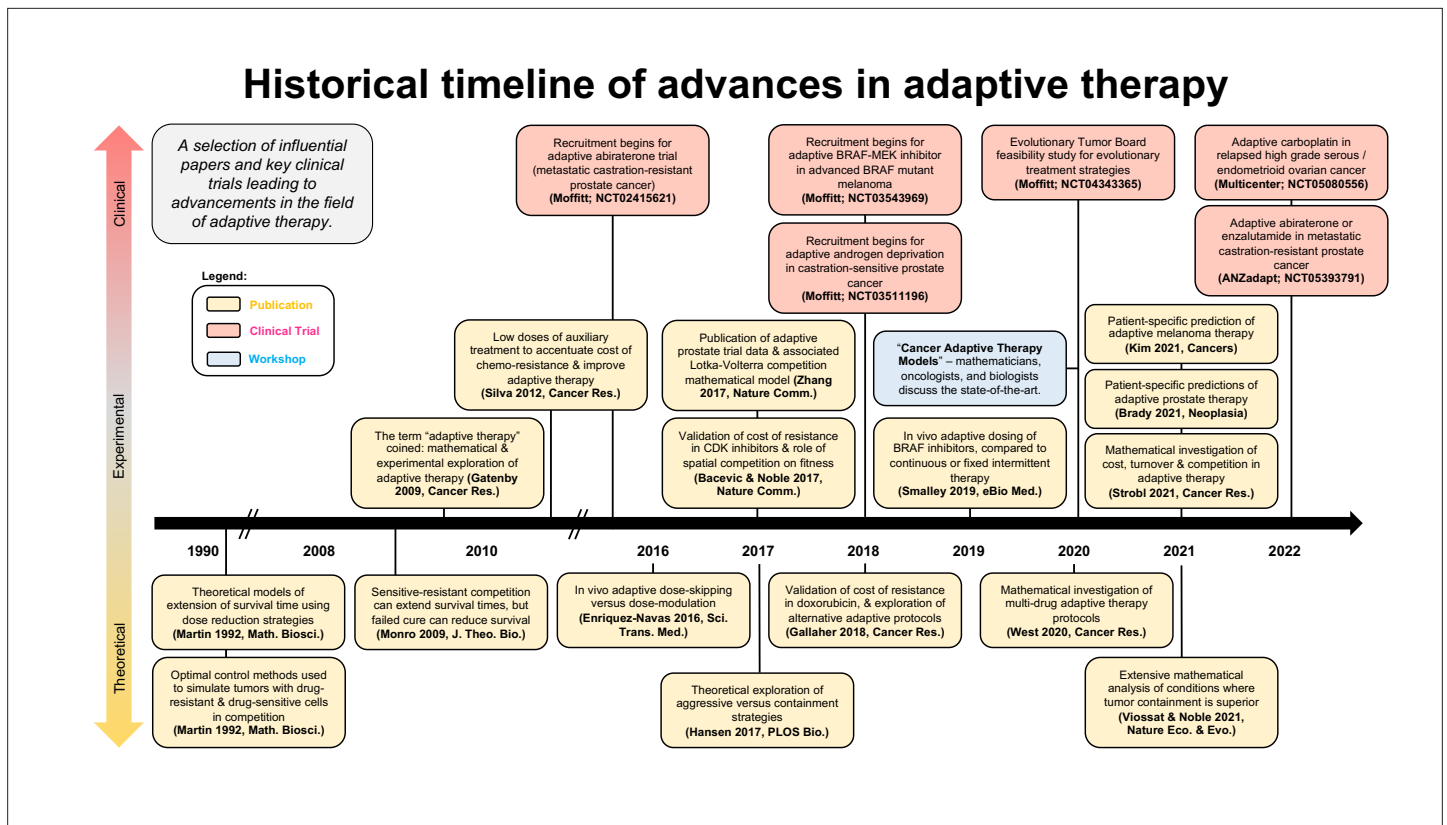 Historical timeline of advances in adaptive therapy
Clinical
Experimental
Theoretical
A selection of influential
papers and key clinical
trials leading to
advancements in the field
of adaptive therapy.
Legend:
Publication
Clinical Trial
Workshop
Recruitment begins for
adaptive abiraterone trial
(metastatic castration-resistant
prostate cancer)
(Moffitt; NCT02415621)
Recruitment begins for
adaptive BRAF-MEK inhibitor
in advanced BRAF mutant
melanoma
(Moffitt; NCT03543969)
Recruitment begins for
adaptive androgen deprivation
in castration-sensitive prostate
cancer
(Moffitt; NCT03511196)
Evolutionary Tumor Board
feasibility study for evolutionary
treatment strategies
(Moffitt; NCT04343365)
Adaptive carboplatin in
relapsed high grade serous /
endometrioid ovarian cancer
(Multicenter; NCT05080556)
Adaptive abiraterone or
enzalutamide in metastatic
castration-resistant prostate
cancer
(ANZadapt; NCT05393791)
Low doses of auxiliary
treatment to accentuate cost of
chemo-resistance & improve
adaptive therapy
(Silva 2012, Cancer Res.)
The term “adaptive therapy”
coined: mathematical &
experimental exploration of
adaptive therapy (Gatenby
2009, Cancer Res.)
Publication of adaptive
prostate trial data & associated
Lotka-Volterra competition
mathematical model (Zhang
2017, Nature Comm.)
Validation of cost of resistance
in CDK inhibitors & role of
spatial competition on fitness
(Bacevic & Noble 2017,
Nature Comm.)
“Cancer Adaptive Therapy
Models” – mathematicians,
oncologists, and biologists
discuss the state-of-the-art.
In vivo adaptive dosing of
BRAF inhibitors, compared to
continuous or fixed intermittent
therapy
(Smalley 2019, eBio Med.)
Patient-specific prediction of
adaptive melanoma therapy
(Kim 2021, Cancers)
Patient-specific predictions of
adaptive prostate therapy
(Brady 2021, Neoplasia)
Mathematical investigation of
cost, turnover & competition in
adaptive therapy
(Strobl 2021, Cancer Res.)
1990
2008
2010
2016
2017
2018
2019
2020
2021
2022
Theoretical models of
extension of survival time using
dose reduction strategies
(Martin 1992, Math. Biosci.)
Optimal control methods used
to simulate tumors with drug-
resistant & drug-sensitive cells
in competition
(Martin 1992, Math. Biosci.)
Sensitive-resistant competition
can extend survival times, but
failed cure can reduce survival
(Monro 2009, J. Theo. Bio.)
In vivo adaptive dose-skipping
versus dose-modulation
(Enriquez-Navas 2016, Sci.
Trans. Med.)
Theoretical exploration of
aggressive versus containment
strategies
(Hansen 2017, PLOS Bio.)
Validation of cost of resistance
in doxorubicin, & exploration of
alternative adaptive protocols
(Gallaher 2018, Cancer Res.)
Mathematical investigation of
multi-drug adaptive therapy
protocols
(West 2020, Cancer Res.)
Extensive mathematical
analysis of conditions where
tumor containment is superior
(Viossat & Noble 2021,
Nature Eco. & Evo.)